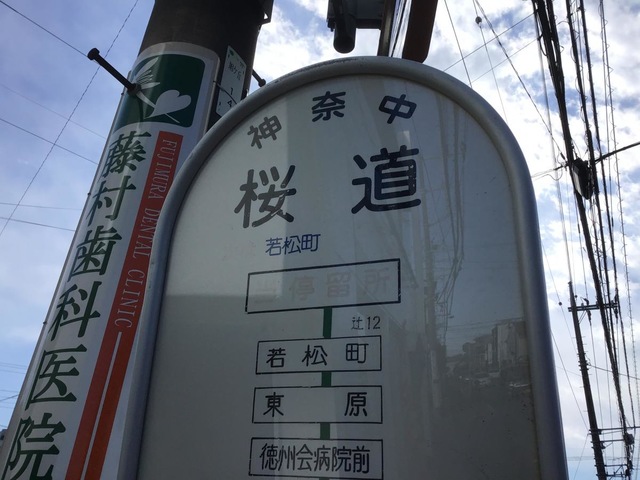 神奈中
桜道
若松町
当停留所
辻12
若松町
東原
徳州会病院前
藤村歯科医院
FUJIMURA DENTAL CLINIC